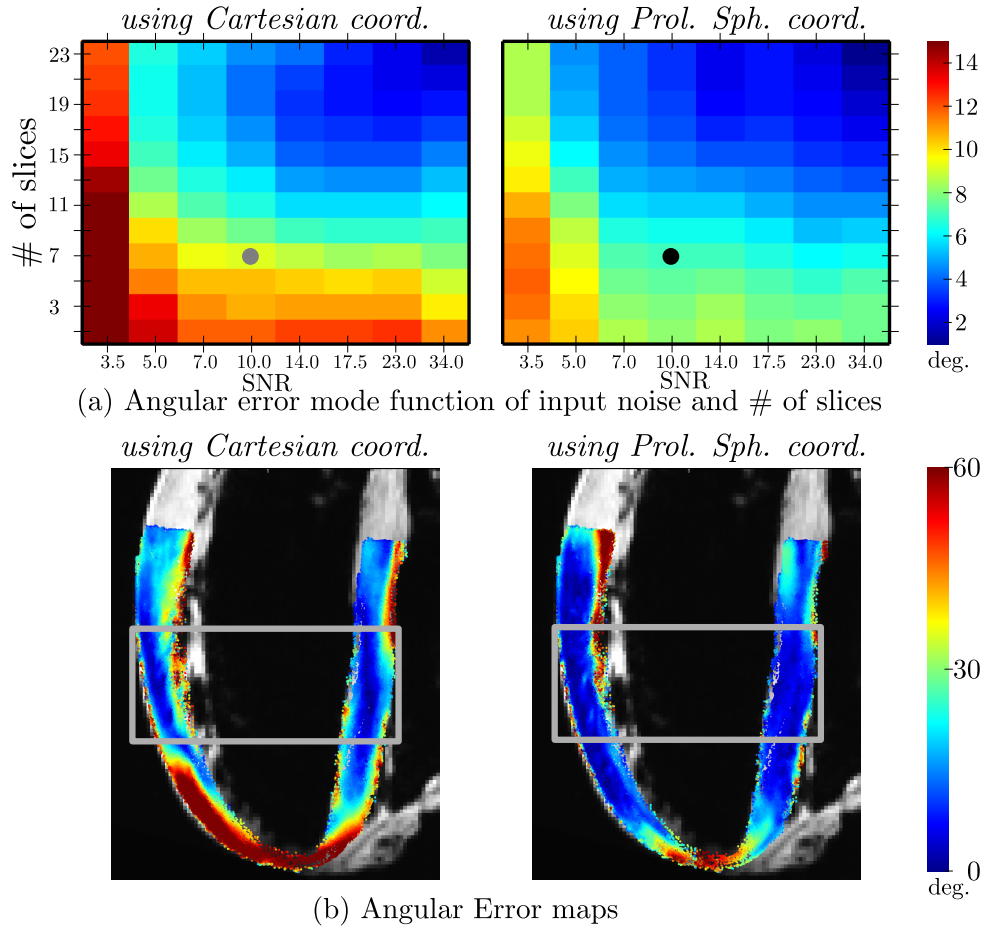 using Cartesian coord.
using Prol. Sph. coord.
# of slices
23
19
15
11
7
3
3.5 5.0 7.0 10.0 14.0 17.5 23.0 34.0
SNR
3.5 5.0 7.0 10.0 14.0 17.5 23.0 34.0
SNR
14
12
10
8
6
4
2
deg.
(a) Angular error mode function of input noise and # of slices
using Cartesian coord.
using Prol. Sph. coord.
60
30
0
deg.
(b) Angular Error maps